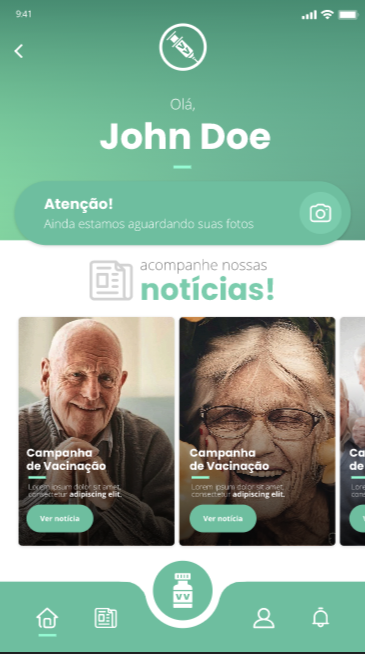 9:41
Olá,
John Doe
Atenção!
Ainda estamos aguardando suas fotos
acompanhe nossas
notícias!
Campanha
de Vacinação
Lorem ipsum dolor sit amet,
consectetur adipiscing elit.
Ver notícia
Campanha
de Vacinação
Lorem ipsum dolor sit amet,
consectetur adipiscing elit.
Ver notícia
Ca
de
VV